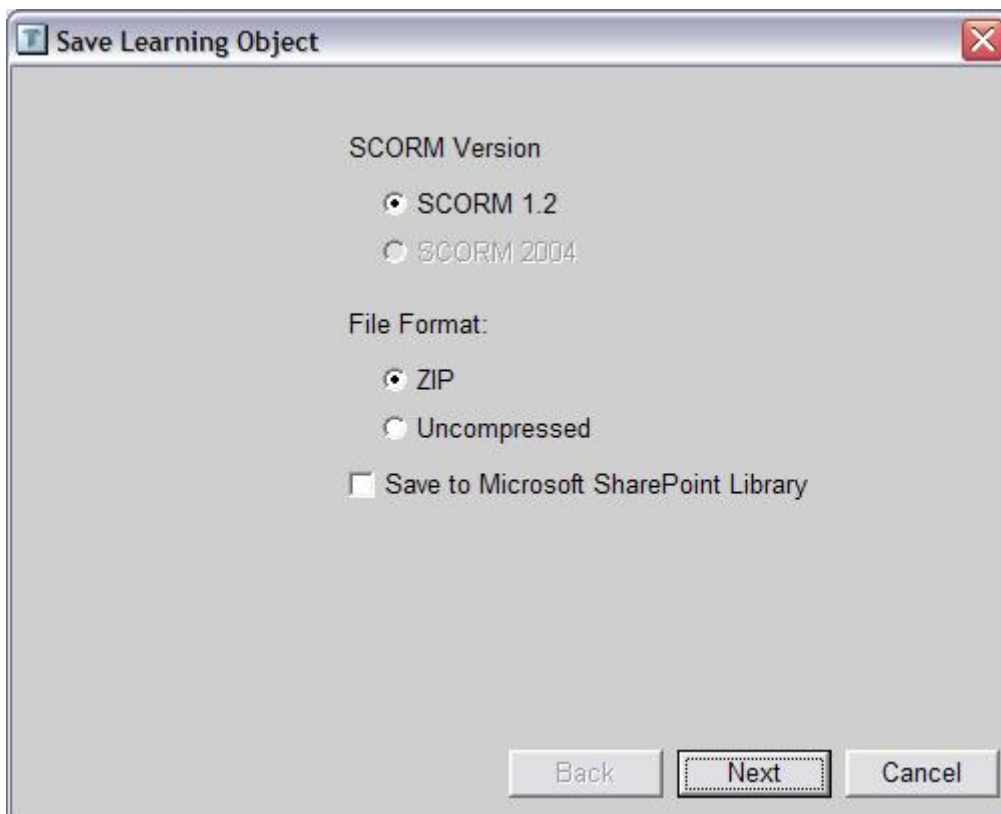 Save Learning Object
SCORM Version
SCORM 1.2
SCORM 2004
File Format:
ZIP
Uncompressed
Save to Microsoft SharePoint Library
Back Next Cancel